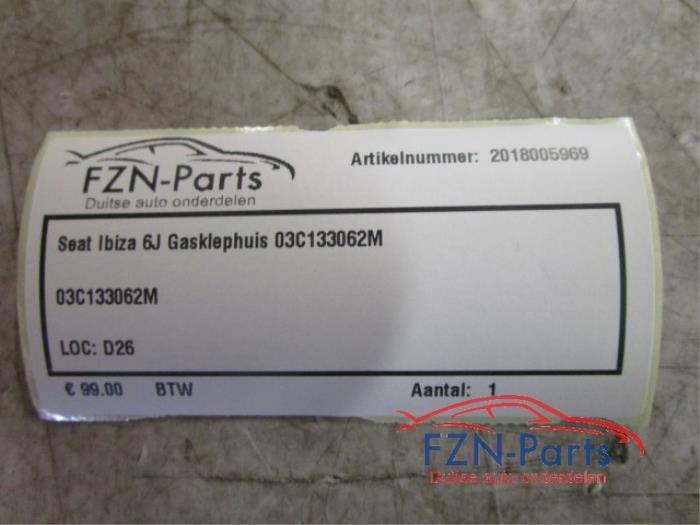 FZN-Parts
Duitse auto onderdelen
Artikelnummer: 2018005969
Seat Ibiza 6J Gasklephuis 03C133062M
03C133062M
LOC: D26
€ 99.00 BTW Aantal: 1
FZN-Parts
Duitse auto onderdelen